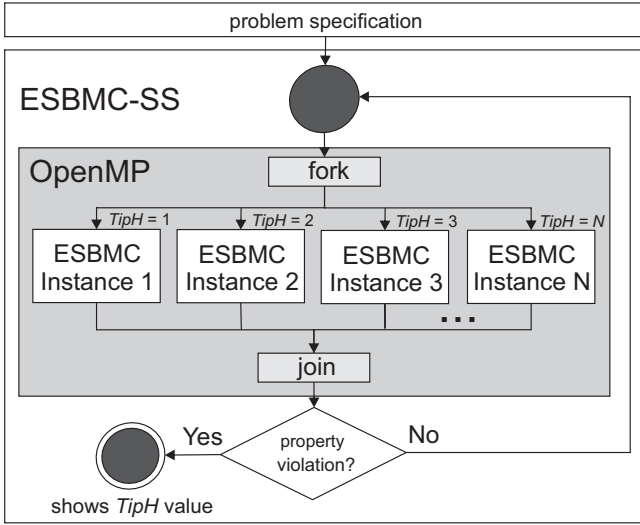 problem specification
ESBMC-SS
OpenMP
fork
TipH = 1
TipH = 2
TipH = 3
TipH = N
ESBMC
Instance 1
ESBMC
Instance 2
ESBMC
Instance 3
ESBMC
Instance N
...
join
Yes
property
violation?
No
shows TipH value